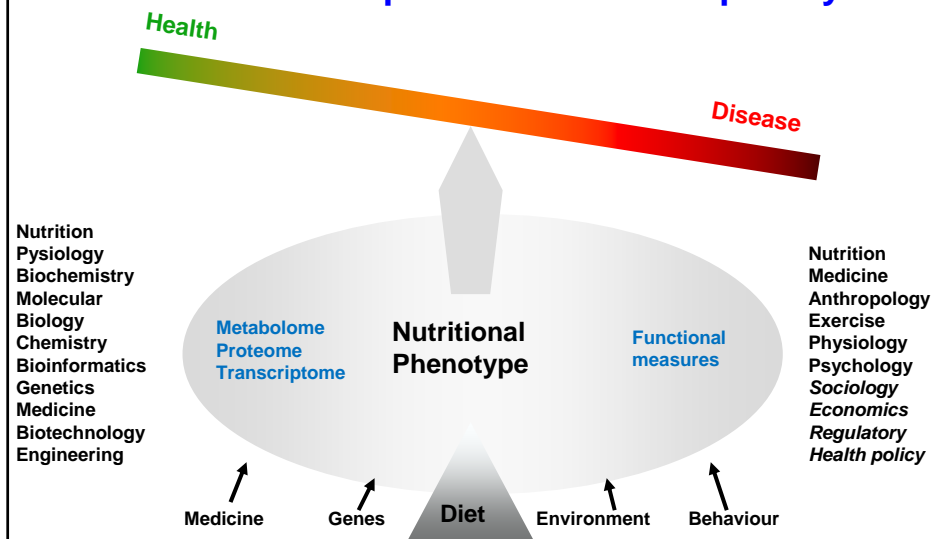 Health
Disease
Nutrition
Pysiology
Biochemistry
Molecular
Biology
Chemistry
Bioinformatics
Genetics
Medicine
Biotechnology
Engineering
Metabolome
Proteome
Transcriptome
Nutritional
Phenotype
Functional
measures
Nutrition
Medicine
Anthropology
Exercise
Physiology
Psychology
Sociology
Economics
Regulatory
Health policy
Medicine
Genes
Diet
Environment
Behaviour